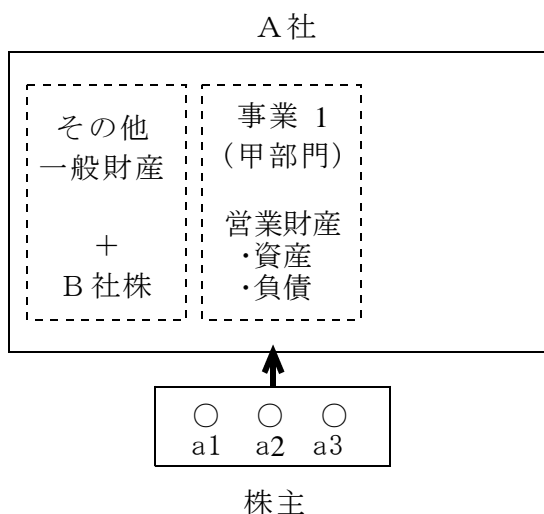 A社
その他
一般財産
+
B社株
事業 1
(甲部門)
営業財産
・資産
・負債
○ ○ ○
a1 a2 a3
株主